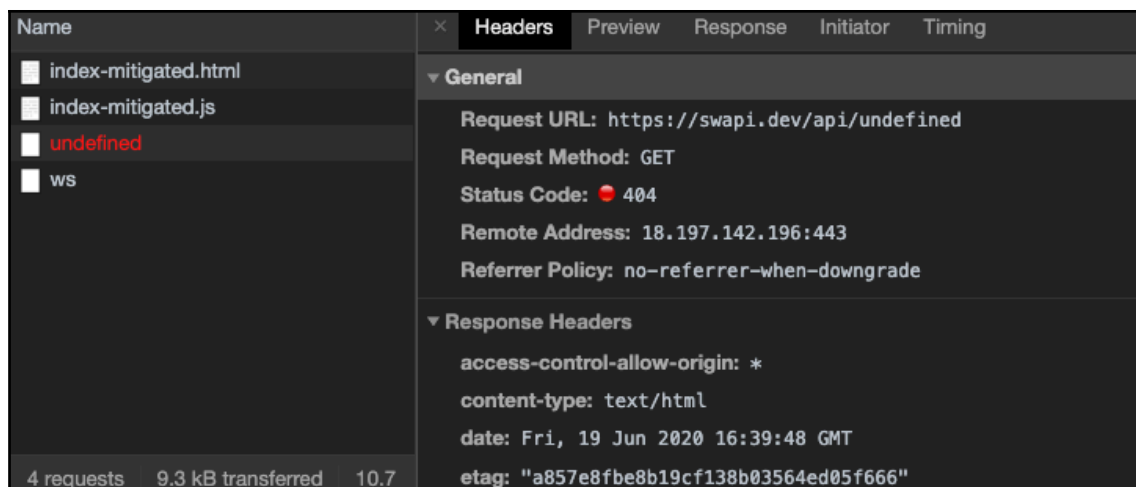 Name
index-mitigated.html
index-mitigated.js
undefined
ws
4 requests 9.3 kB transferred 10.7
× Headers Preview Response Initiator Timing
▼ General
Request URL: https://swapi.dev/api/undefined
Request Method: GET
Status Code: 404
Remote Address: 18.197.142.196:443
Referrer Policy: no-referrer-when-downgrade
▼ Response Headers
access-control-allow-origin: *
content-type: text/html
date: Fri, 19 Jun 2020 16:39:48 GMT
etag: "a857e8fbe8b19cf138b03564ed05f666"